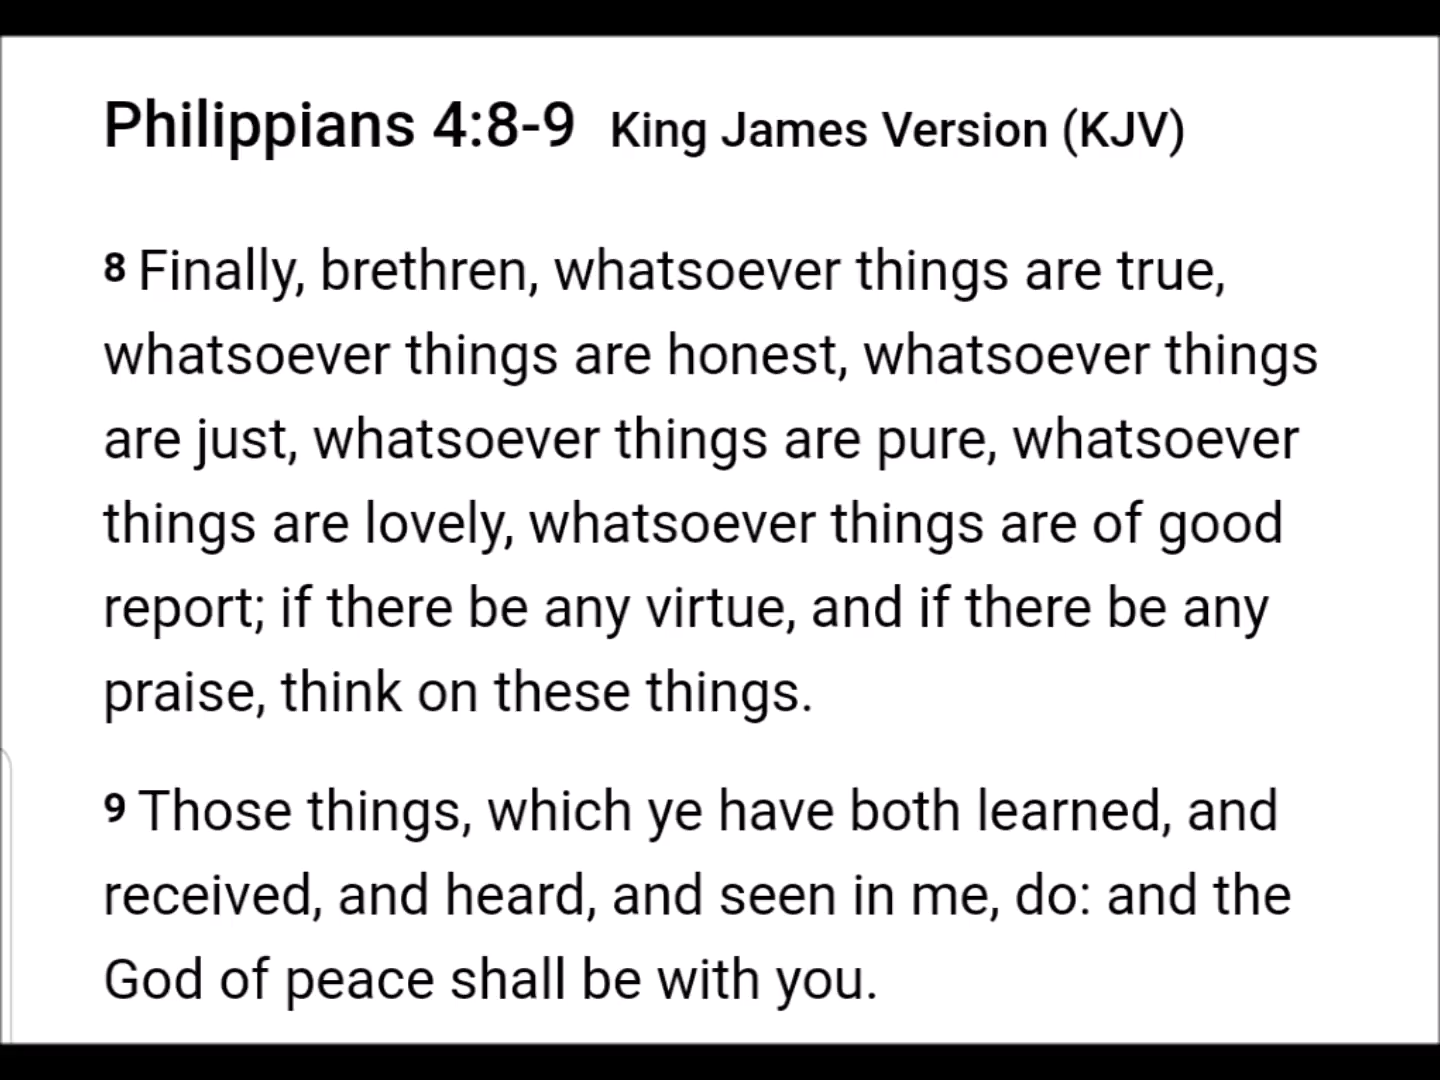 Philippians 4:8-9 King James Version (KJV)
8 Finally, brethren, whatsoever things are true,
whatsoever things are honest, whatsoever things
are just, whatsoever things are pure, whatsoever
things are lovely, whatsoever things are of good
report; if there be any virtue, and if there be any
praise, think on these things.
9 Those things, which ye have both learned, and
received, and heard, and seen in me, do: and the
God of peace shall be with you.